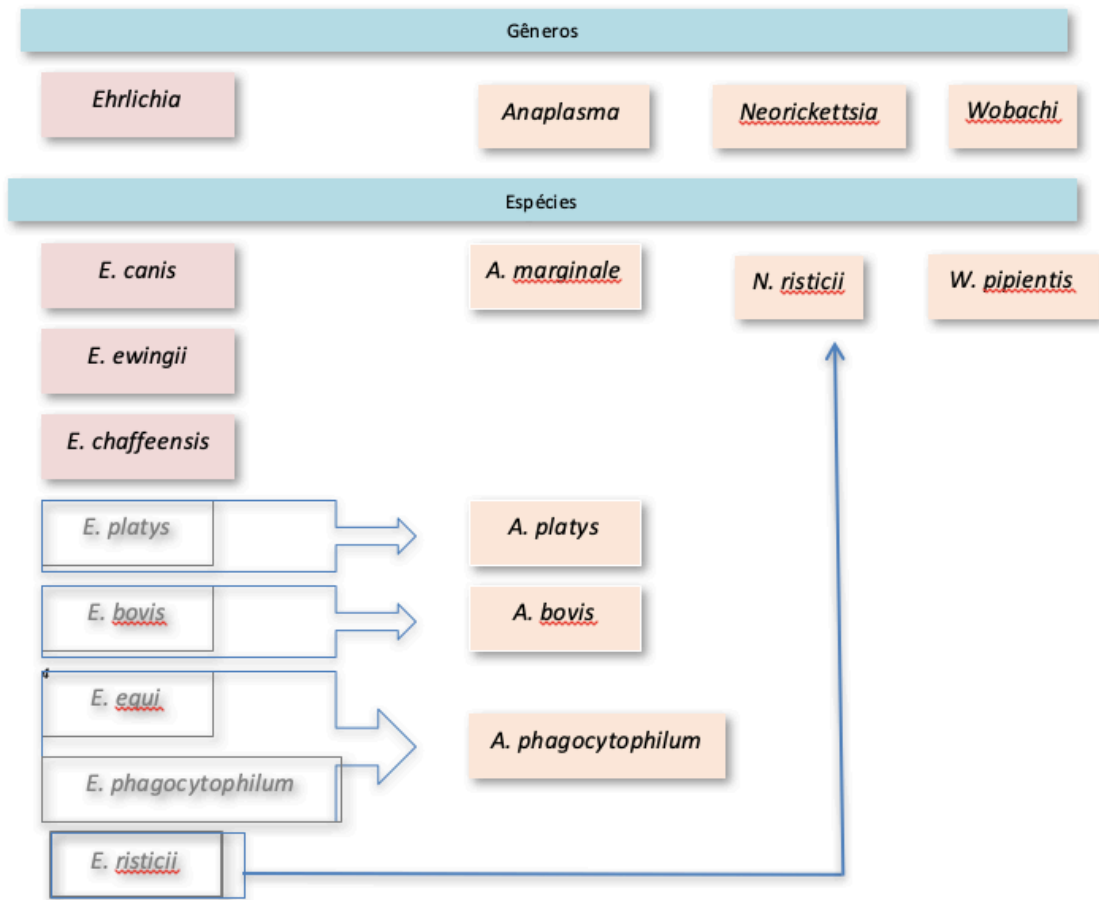 Gêneros
Ehrlichia
Anaplasma
Neorickettsia
Wobachi
Espécies
E. canis
A. marginale
N. risticii
W. pipientis
E. ewingii
E. chaffeensis
E. platys
A. platys
E. bovis
A. bovis
E. equi
A. phagocytophilum
E. phagocytophilum
E. risticii